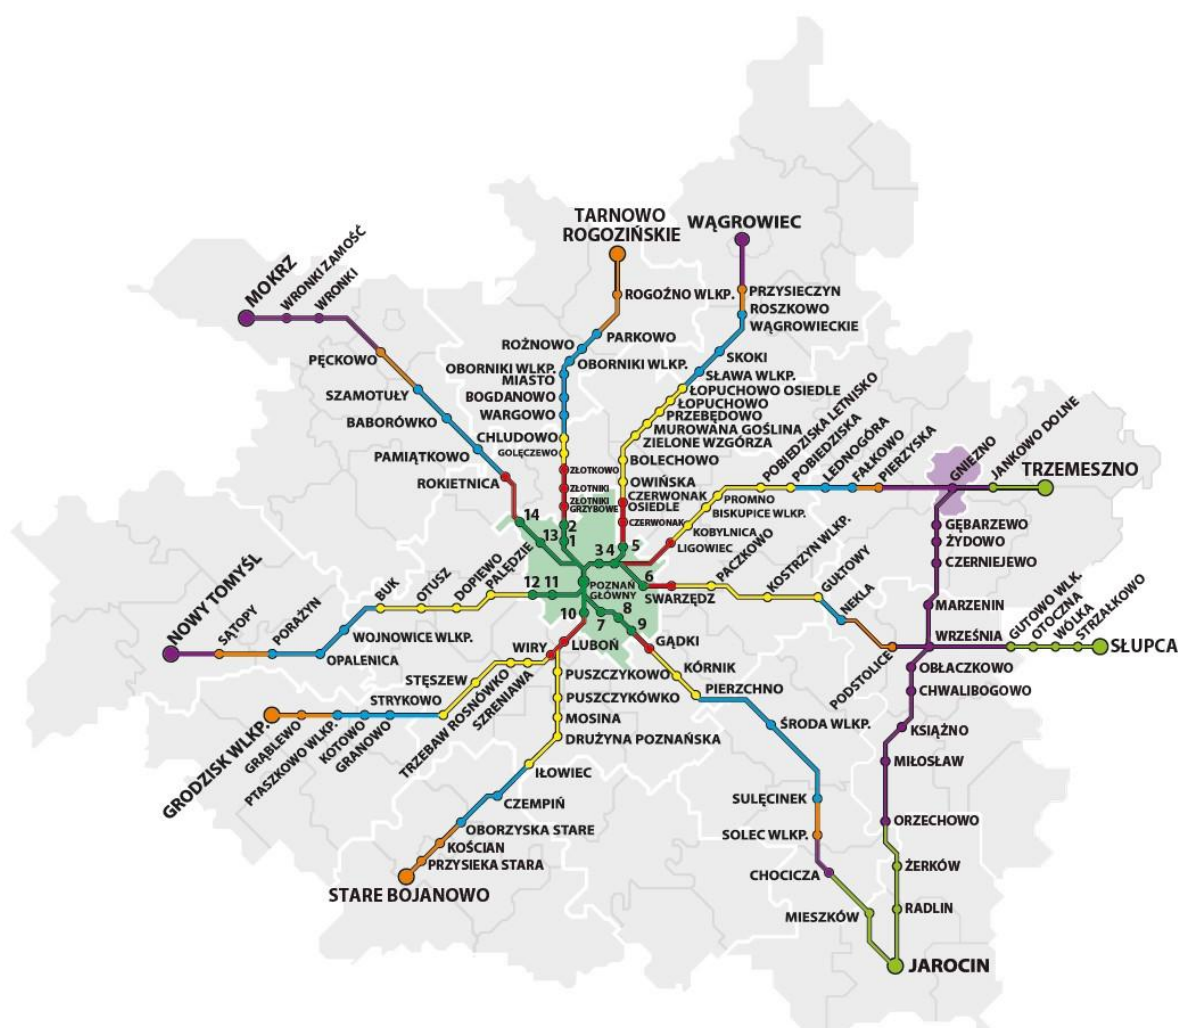 TARNOWO
ROGOZIŃSKIE
WĄGROWIEC
MOKRZ
WRONKI ZAMOŚĆ
WRONKI
PĘCKOWO
SZAMOTUŁY
BABORÓWKO
PAMIĄTKOWO
ROKIETNICA
ROGOŹNO WLKP.
PARKOWO
ROŻNOWO
OBORNIKI WLKP.
OBORNIKI WLKP.
MIASTO
BOGDANOWO
WARGOWO
CHLUDOWO
GOLĘCZEWO
ZŁOTKOWO
ZŁOTNIKI
ZŁOTNIKI
GRZYBOWE
PRZYSIECZYN
ROSZKOWO
WĄGROWIECKIE
SKOKI
SŁAWA WLKP.
ŁOPUCHOWO OSIEDLE
ŁOPUCHOWO
PRZEBĘDOWO
MUROWANA GOŚLINA
ZIELONE WZGÓRZA
BOLECHOWO
OWIŃSKA
CZERWONAK
OSIEDLE
CZERWONAK
POBIEDZISKA LETNISKO
POBIEDZISKA
LEDNOGÓRA
FAŁKOWO
PIERZYSKA
GNIEZNO
JANKOWO DOLNE
TRZEMESZNO
PROMNO
BISKUPICE WLKP.
KOBYLNICA
LIGOWIEC
GĘBARZEWO
ŻYDOWO
CZERNIEJEWO
MARZENIN
14
13
2
1
3
4
5
6
12
11
POZNAŃ
GŁÓWNY
10
7
8
9
SWARZĘDZ
PACZKOWO
KOSTRZYN WLKP.
GUŁTOWY
NEKLA
PODSTOLICE
WRZEŚNIA
GUTOWO WLK
OTOCZNA
WÓLKA
STRZAŁKOWO
SŁUPCA
NOWY TOMYŚL
SĄTOPY
PORAŻYN
OPALENICA
WOJNOWICE WLKP.
BUK
OTUSZ
DOPIEWO
PALĘDZIE
GRODZISK WLKP.
GRĄBLEWO
PTASZKOWO WLKP.
KOTOWO
GRANOWO
STRYKOWO
STĘSZEW
TRZEBAW ROSNÓWKO
SZRENIAWA
WIRY
LUBOŃ
PUSZCZYKOWO
PUSZCZYKÓWKO
MOSINA
DRUŻYNA POZNAŃSKA
IŁOWIEC
CZEMPIŃ
OBORZYSKA STARE
KOŚCIAN
PRZYSIEKA STARA
STARE BOJANOWO
GĄDKI
KÓRNIK
PIERZCHNO
ŚRODA WLKP.
SULĘCINEK
SOLEC WLKP.
CHOCICZA
MIESZKÓW
OBŁACZKOWO
CHWALIBOGOWO
KSIĄŻNO
MIŁOSŁAW
ORZECHOWO
ŻERKÓW
RADLIN
JAROCIN